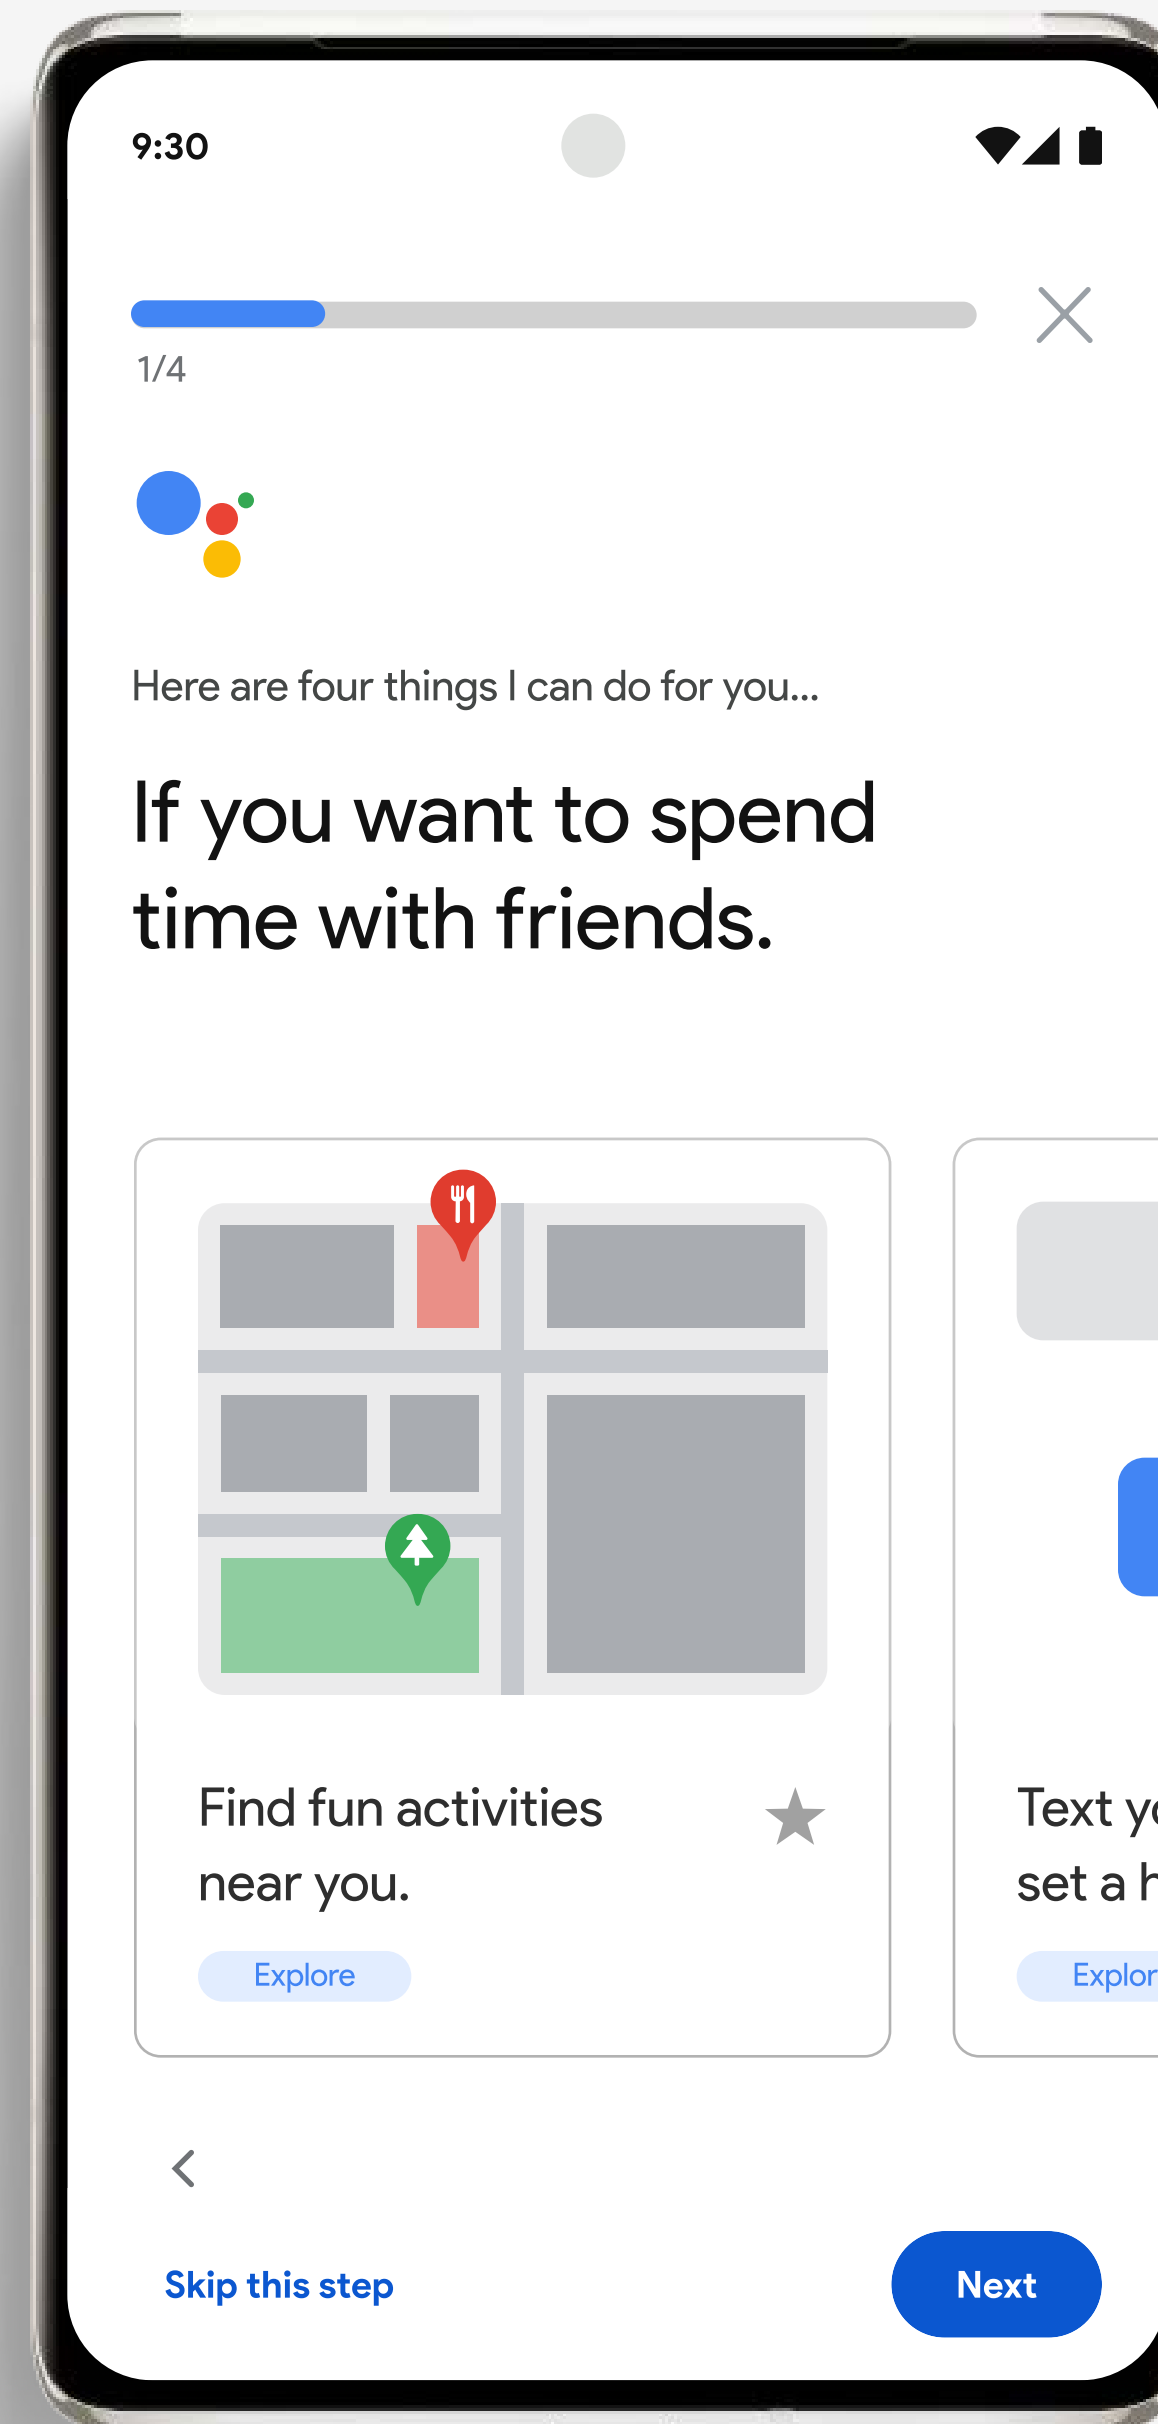 9:30
1/4
Here are four things I can do for you...
If you want to spend
time with friends.
Find fun activities
near you.
Explore
Text
set a
Skip this step
Next